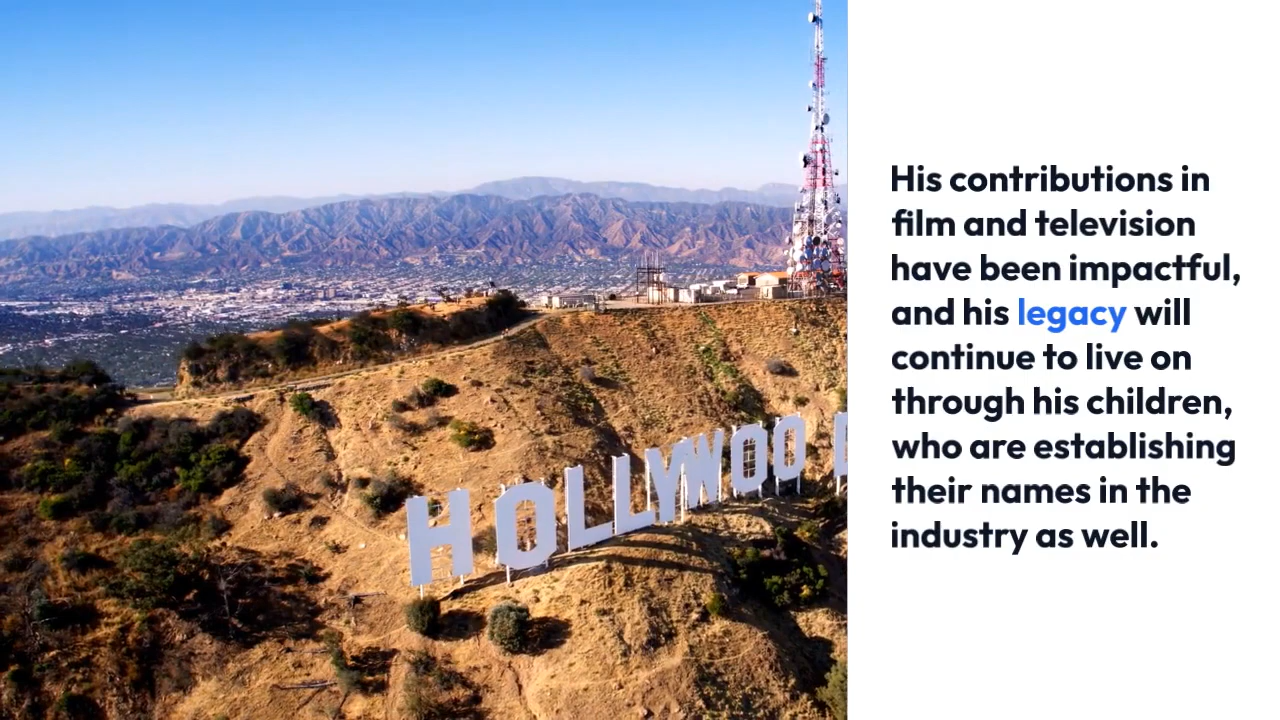 HOLLYWOO
His contributions in
film and television
have been impactful,
and his legacy will
continue to live on
through his children,
who are establishing
their names in the
industry as well.